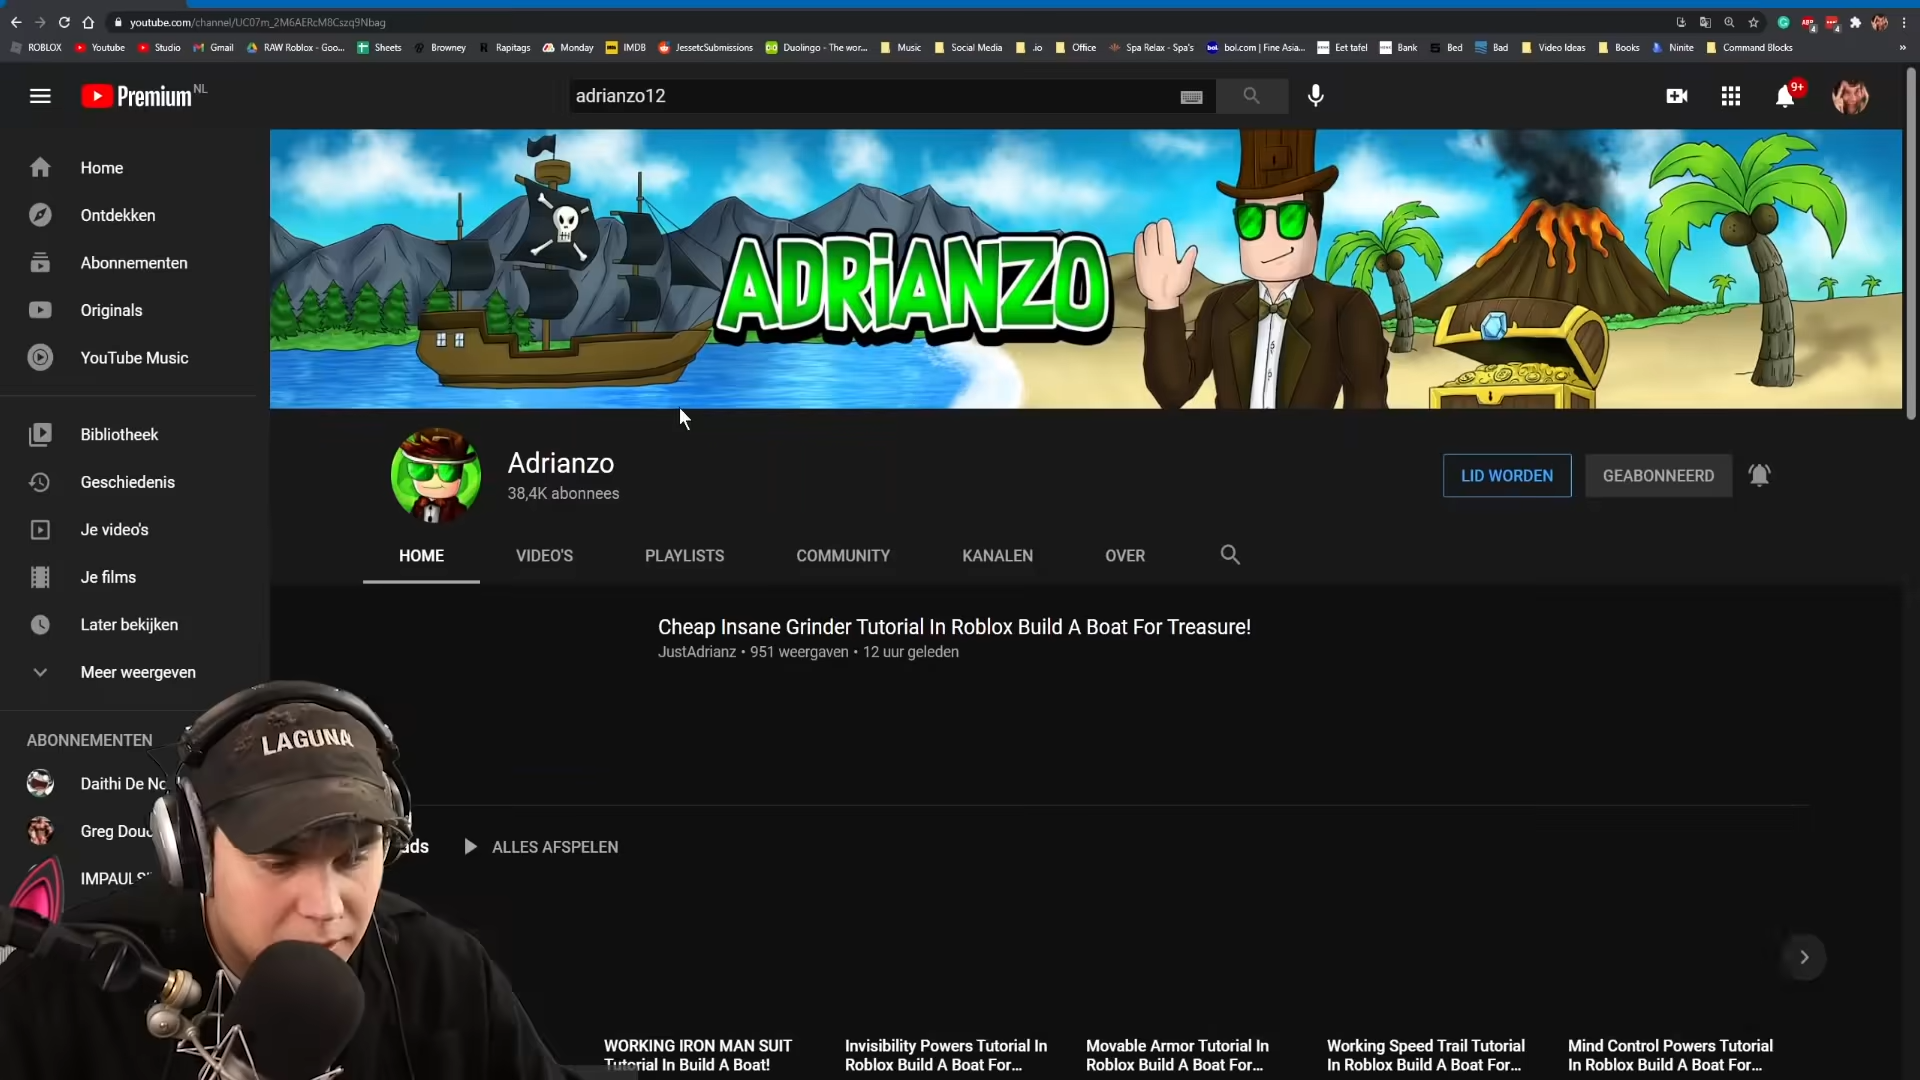 youtube.com/channel/UC07m_2M6AERcM8Cszq9Nbag
ROBLOX Youtube Studio Gmail RAW Roblox - Goo... Sheets Browney Rapitags Monday IMDB JessetcSubmissions Duolingo - The wor... Music Social Media .io Office Spa Relax - Spa's bol.com | Fine Asia... Eet tafel Bank Bed Bad Video Ideas Books Ninite Command Blocks »
Premium NL
adrianzo12
9+
Home
Ontdekken
Abonnementen
Originals
YouTube Music
Bibliotheek
Geschiedenis
Je video's
Je films
Later bekijken
Meer weergeven
ABONNEMENTEN
Daithi De No
Greg Douc
IMPAULS
LAGUNA
ADRiANZO
Adrianzo
38,4K abonnees
LID WORDEN
GEABONNEERD
HOME VIDEO'S PLAYLISTS COMMUNITY KANALEN OVER
Cheap Insane Grinder Tutorial In Roblox Build A Boat For Treasure!
JustAdrianz • 951 weergaven • 12 uur geleden
ads ALLES AFSPELEN
WORKING IRON MAN SUIT
Tutorial In Build A Boat!
Invisibility Powers Tutorial In
Roblox Build A Boat For...
Movable Armor Tutorial In
Roblox Build A Boat For...
Working Speed Trail Tutorial
In Roblox Build A Boat For...
Mind Control Powers Tutorial
In Roblox Build A Boat For...